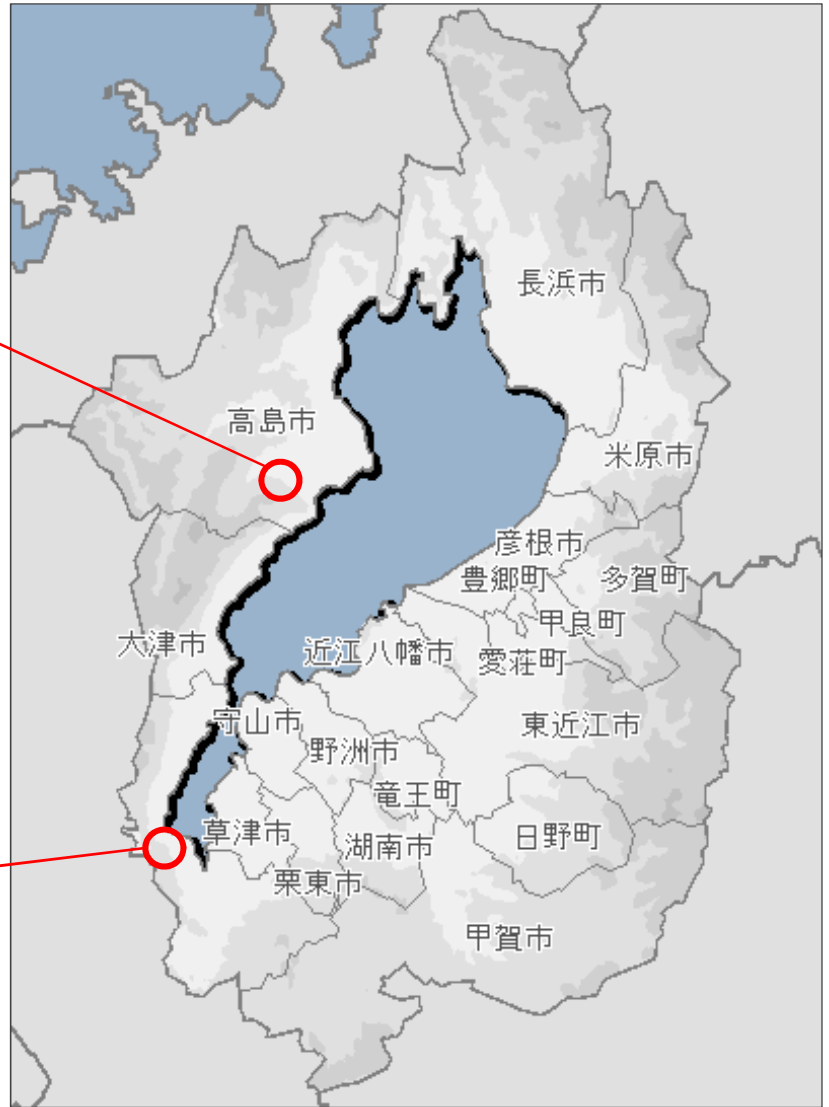 長浜市
高島市
米原市
彦根市
豊郷町
多賀町
甲良町
大津市
近江八幡市
愛荘町
守山市
東近江市
野洲市
竜王町
草津市
湖南市
日野町
栗東市
甲賀市